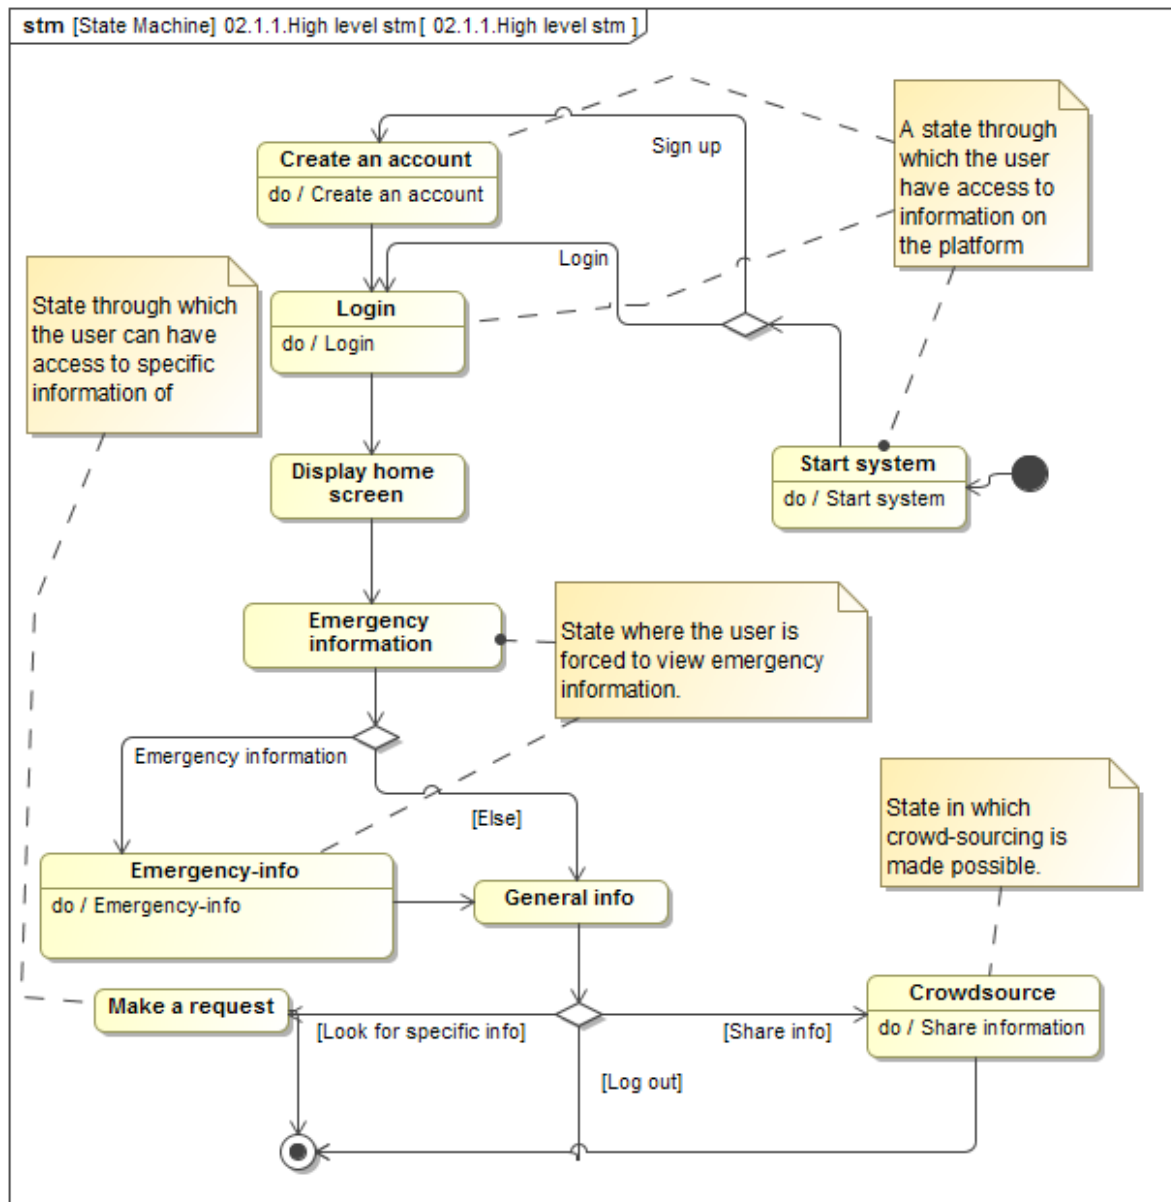 stm [State Machine] 02.1.1.High level stm[ 02.1.1.High level stm ]
Sign up
A state through
which the user
have access to
information on
the platform
Create an account
do / Create an account
Login
State through which
the user can have
access to specific
information of
Login
do / Login
Display home
screen
Start system
do / Start system
Emergency
information
State where the user is
forced to view emergency
information.
Emergency information
[Else]
State in which
crowd-sourcing is
made possible.
Emergency-info
do / Emergency-info
General info
Make a request
[Look for specific info]
[Share info]
Crowdsource
do / Share information
[Log out]